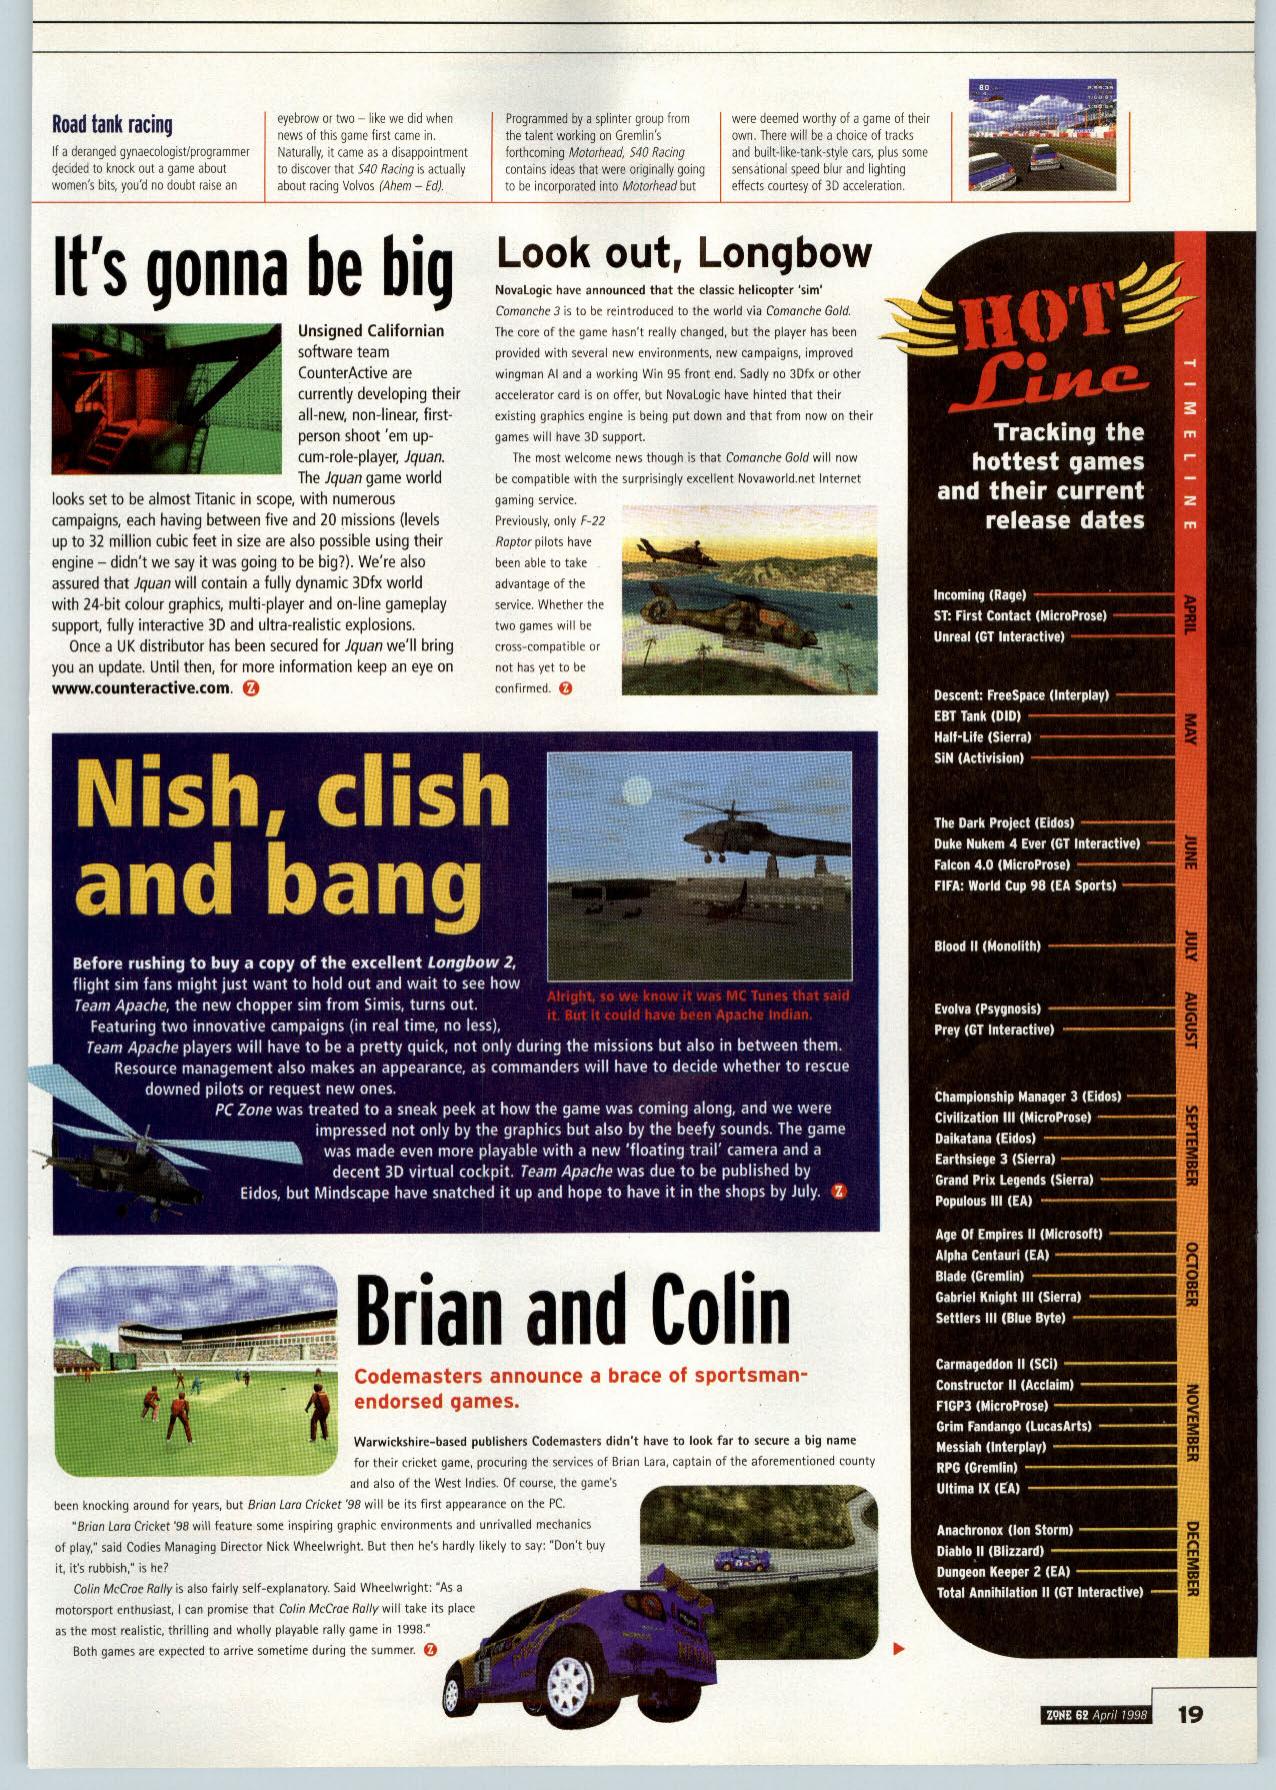 Road tank racing
If a deranged gynaecologist/programmer
decided to knock out a game about
women's bits, you'd no doubt raise an
eyebrow or two – like we did when
news of this game first came in.
Naturally, it came as a disappointment
to discover that S40 Racing is actually
about racing Volvos (Ahem – Ed).
Programmed by a splinter group from
the talent working on Gremlin's
forthcoming Motorhead, S40 Racing
contains ideas that were originally going
to be incorporated into Motorhead but
were deemed worthy of a game of their
own. There will be a choice of tracks
and built-like-tank-style cars, plus some
sensational speed blur and lighting
effects courtesy of 3D acceleration.
80
It's gonna be big
Unsigned Californian
software team
CounterActive are
currently developing their
all-new, non-linear, first-
person shoot 'em up-
cum-role-player, Jquan.
The Jquan game world
looks set to be almost Titanic in scope, with numerous
campaigns, each having between five and 20 missions (levels
up to 32 million cubic feet in size are also possible using their
engine – didn't we say it was going to be big?). We're also
assured that Jquan will contain a fully dynamic 3Dfx world
with 24-bit colour graphics, multi-player and on-line gameplay
support, fully interactive 3D and ultra-realistic explosions.
Once a UK distributor has been secured for Jquan we'll bring
you an update. Until then, for more information keep an eye on
www.counteractive.com. Z
Look out, Longbow
NovaLogic have announced that the classic helicopter 'sim'
Comanche 3 is to be reintroduced to the world via Comanche Gold.
The core of the game hasn't really changed, but the player has been
provided with several new environments, new campaigns, improved
wingman AI and a working Win 95 front end. Sadly no 3Dfx or other
accelerator card is on offer, but NovaLogic have hinted that their
existing graphics engine is being put down and that from now on their
games will have 3D support.
The most welcome news though is that Comanche Gold will now
be compatible with the surprisingly excellent Novaworld.net Internet
gaming service.
Previously, only F-22
Raptor pilots have
been able to take
advantage of the
service. Whether the
two games will be
cross-compatible or
not has yet to be
confirmed. Z
Nish, clish
and bang
Before rushing to buy a copy of the excellent Longbow 2,
flight sim fans might just want to hold out and wait to see how
Team Apache, the new chopper sim from Simis, turns out.
Featuring two innovative campaigns (in real time, no less),
Team Apache players will have to be a pretty quick, not only during the missions but also in between them.
Resource management also makes an appearance, as commanders will have to decide whether to rescue
downed pilots or request new ones.
PC Zone was treated to a sneak peek at how the game was coming along, and we were
impressed not only by the graphics but also by the beefy sounds. The game
was made even more playable with a new 'floating trail' camera and a
decent 3D virtual cockpit. Team Apache was due to be published by
Eidos, but Mindscape have snatched it up and hope to have it in the shops by July. Z
Alright, so we know it was MC Tunes that said
it. But it could have been Apache Indian.
Brian and Colin
Codemasters announce a brace of sportsman-
endorsed games.
Warwickshire-based publishers Codemasters didn't have to look far to secure a big name
for their cricket game, procuring the services of Brian Lara, captain of the aforementioned county
and also of the West Indies. Of course, the game's
been knocking around for years, but Brian Lara Cricket '98 will be its first appearance on the PC.
"Brian Lara Cricket '98 will feature some inspiring graphic environments and unrivalled mechanics
of play," said Codies Managing Director Nick Wheelwright. But then he's hardly likely to say: "Don't buy
it, it's rubbish," is he?
Colin McCrae Rally is also fairly self-explanatory. Said Wheelwright: "As a
motorsport enthusiast, I can promise that Colin McCrae Rally will take its place
as the most realistic, thrilling and wholly playable rally game in 1998."
Both games are expected to arrive sometime during the summer. Z
HOT
Line
Tracking the
hottest games
and their current
release dates
TIMELINE
APRIL
Incoming (Rage)
ST: First Contact (MicroProse)
Unreal (GT Interactive)
MAY
Descent: FreeSpace (Interplay)
EBT Tank (DID)
Half-Life (Sierra)
SiN (Activision)
JUNE
The Dark Project (Eidos)
Duke Nukem 4 Ever (GT Interactive)
Falcon 4.0 (MicroProse)
FIFA: World Cup 98 (EA Sports)
JULY
Blood II (Monolith)
AUGUST
Evolva (Psygnosis)
Prey (GT Interactive)
SEPTEMBER
Championship Manager 3 (Eidos)
Civilization III (MicroProse)
Daikatana (Eidos)
Earthsiege 3 (Sierra)
Grand Prix Legends (Sierra)
Populous III (EA)
OCTOBER
Age Of Empires II (Microsoft)
Alpha Centauri (EA)
Blade (Gremlin)
Gabriel Knight III (Sierra)
Settlers III (Blue Byte)
NOVEMBER
Carmageddon II (SCi)
Constructor II (Acclaim)
F1GP3 (MicroProse)
Grim Fandango (LucasArts)
Messiah (Interplay)
RPG (Gremlin)
Ultima IX (EA)
DECEMBER
Anachronox (Ion Storm)
Diablo II (Blizzard)
Dungeon Keeper 2 (EA)
Total Annihilation II (GT Interactive)
ZONE 62 April 1998 19